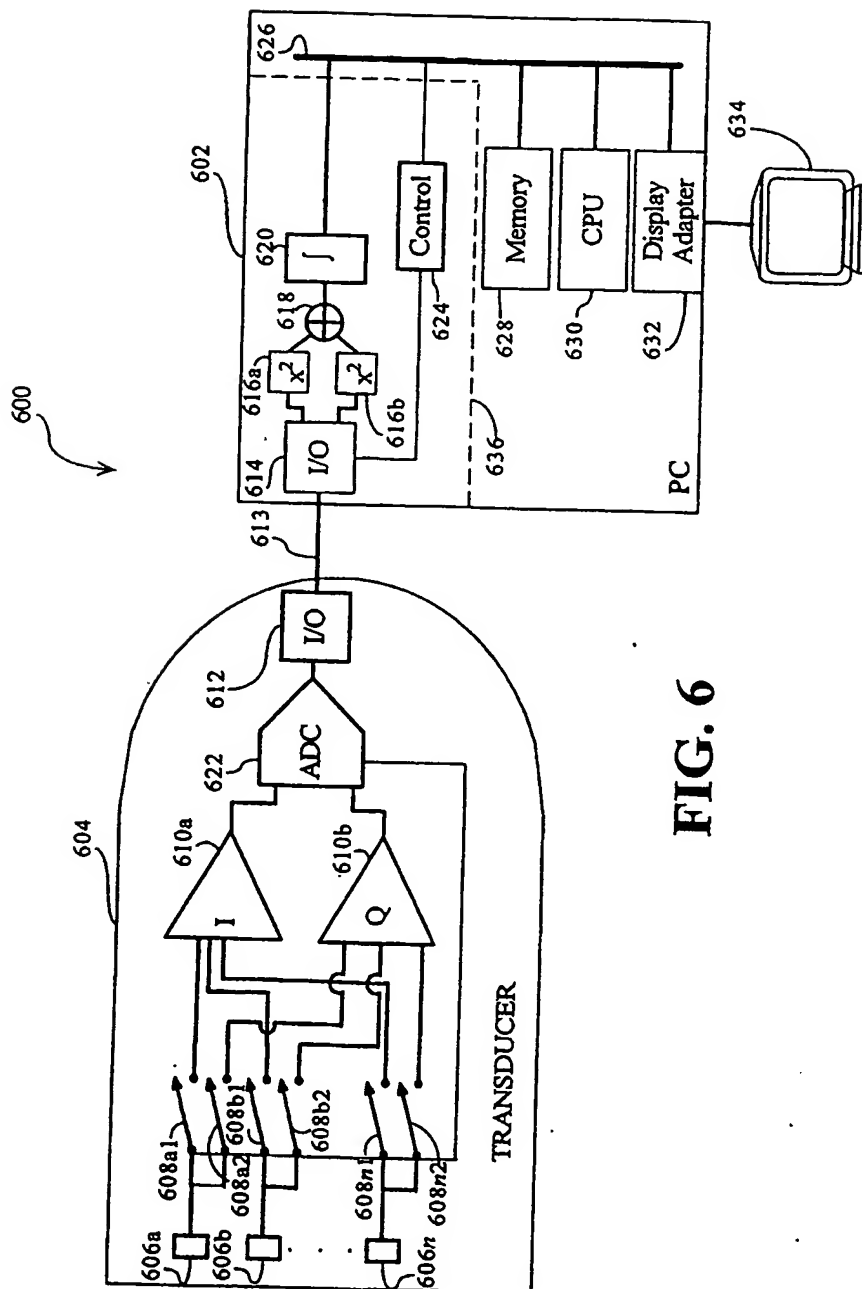 600
602
604
606a
606b
606n
608a1
608a2
608b1
608b2
608n1
608n2
I
610a
Q
610b
ADC
622
I/O
612
613
I/O
614
616a
X²
X²
616b
618
620
∫
Control
624
626
Memory
628
CPU
630
Display
Adapter
632
634
636
PC
TRANSDUCER
FIG. 6